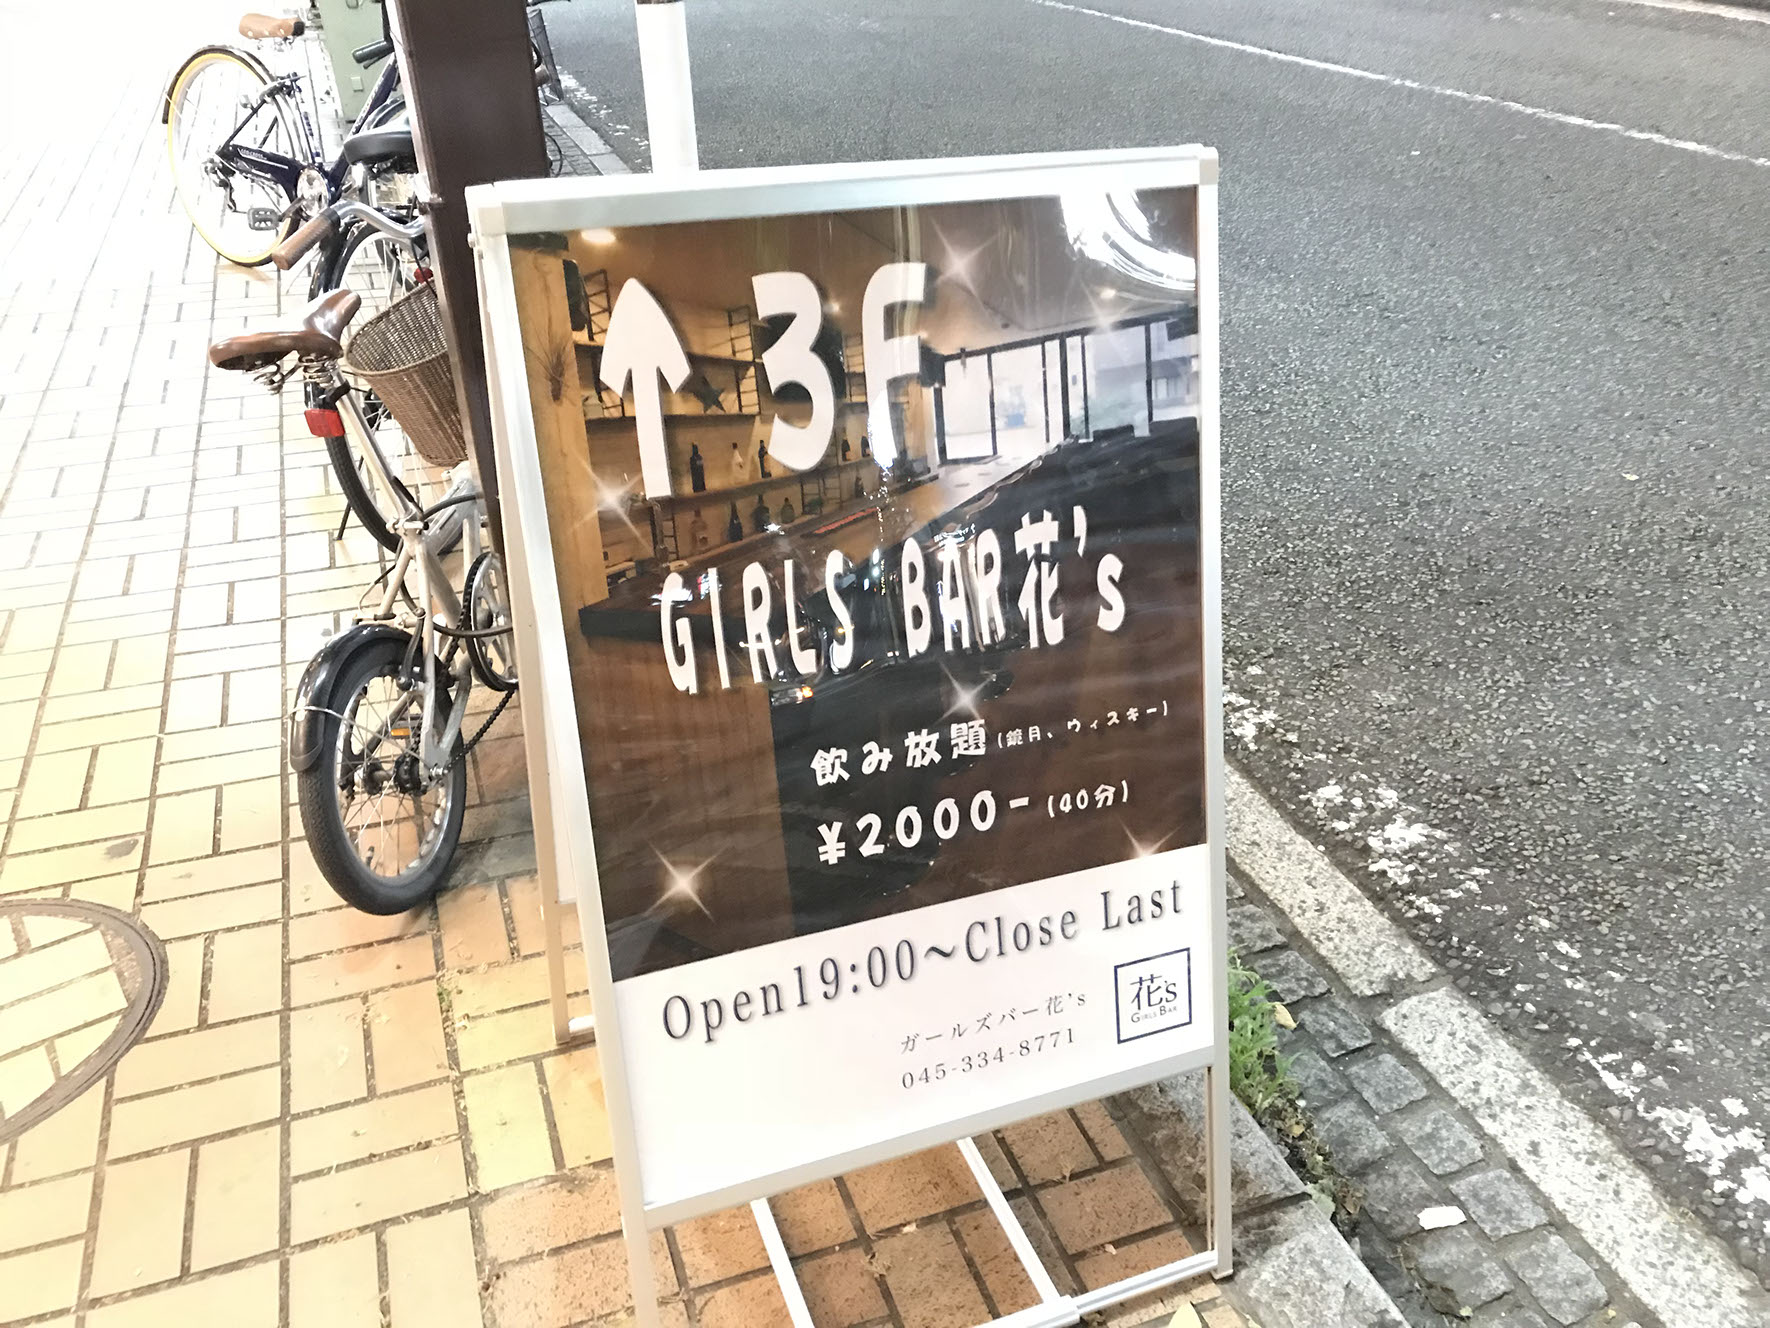 ↑ 3F
GIRLS BAR花's
飲み放題(鏡月、ウィスキー)
¥2000-(40分)
Open19:00～Close Last
ガールズバー花's
045-334-8771
花's
GIRLS BAR